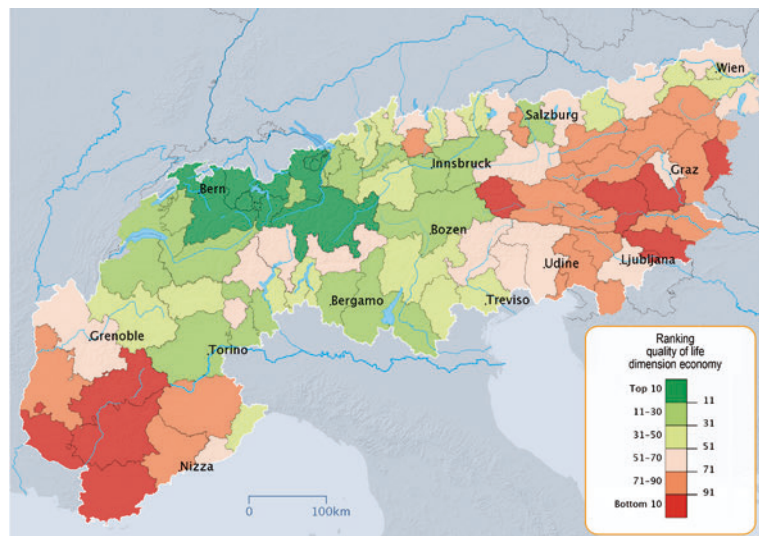 Wien
Salzburg
Innsbruck
Graz
Bern
Bozen
Udine
Ljubljana
Bergamo
Treviso
Grenoble
Torino
Nizza
0
100km
Ranking
quality of life
dimension economy
Top 10
11
11-30
31
31-50
51
51-70
71
71-90
91
Bottom 10